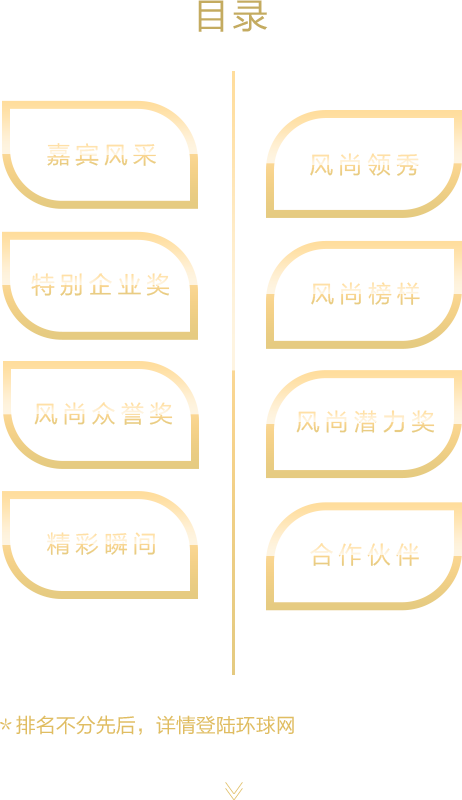 目录
嘉宾风采
风尚领秀
特别企业奖
风尚榜样
风尚众誉奖
风尚潜力奖
精彩瞬间
合作伙伴
*排名不分先后，详情登陆环球网